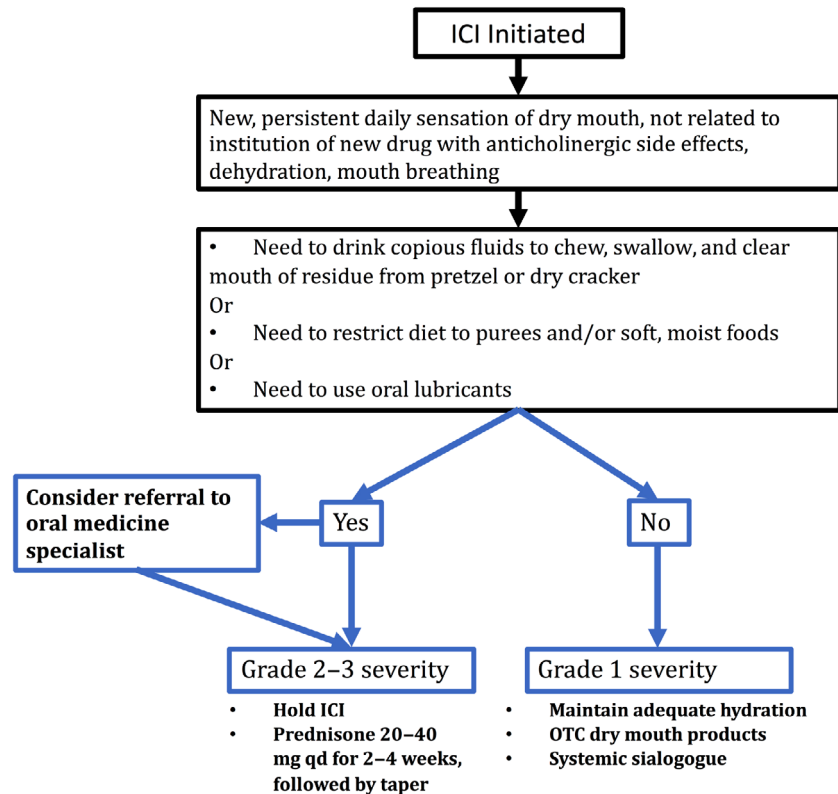 ICI Initiated
New, persistent daily sensation of dry mouth, not related to
institution of new drug with anticholinergic side effects,
dehydration, mouth breathing
• Need to drink copious fluids to chew, swallow, and clear
mouth of residue from pretzel or dry cracker
Or
• Need to restrict diet to purees and/or soft, moist foods
Or
• Need to use oral lubricants
Consider referral to
oral medicine
specialist
Yes
No
Grade 2–3 severity
• Hold ICI
• Prednisone 20–40
mg qd for 2–4 weeks,
followed by taper
Grade 1 severity
• Maintain adequate hydration
• OTC dry mouth products
• Systemic sialogogue